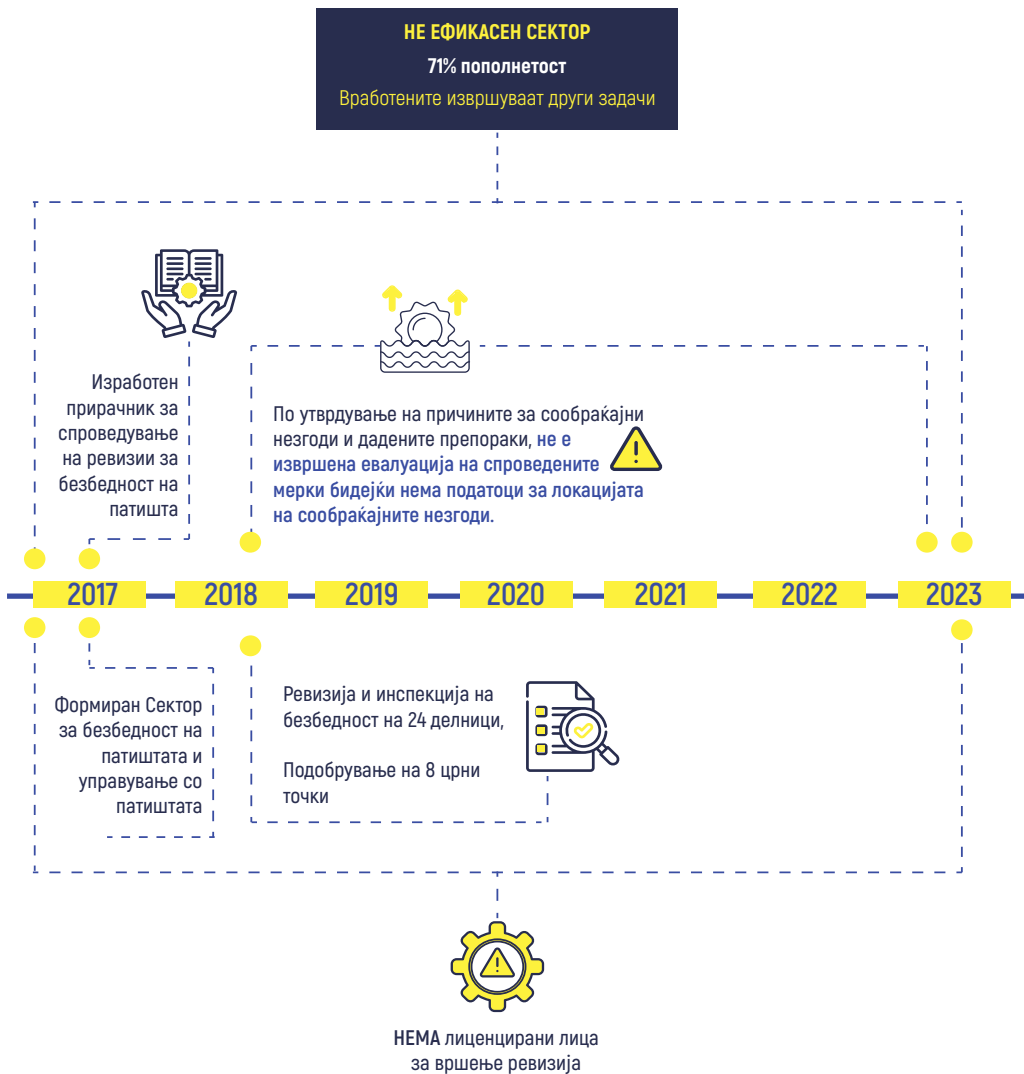 НЕ ЕФИКАСЕН СЕКТОР
71% пополнетост
Вработените извршуваат други задачи
Изработен
прирачник за
спроведување
на ревизии за
безбедност на
патишта
По утврдување на причините за сообраќајни
незгоди и дадените препораки, не е
извршена евалуација на спроведените
мерки бидејќи нема податоци за локацијата
на сообраќајните незгоди.
2017
2018
2019
2020
2021
2022
2023
Формиран Сектор
за безбедност на
патиштата и
управување со
патиштата
Ревизија и инспекција на
безбедност на 24 делници,
Подобрување на 8 црни
точки
НЕМА лиценцирани лица
за вршење ревизија